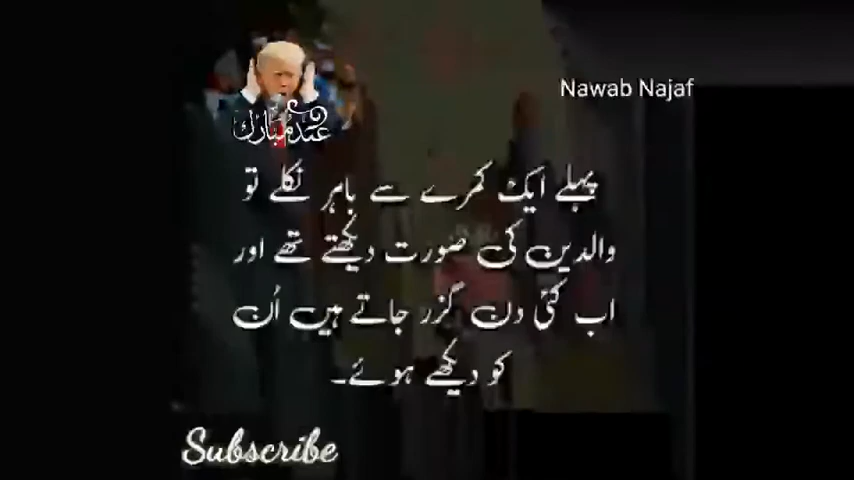 Nawab Najaf
عید مبارک
پہلے ایک کمرے سے باہر نکلے تو
والدین کی صورت دیکھتے تھے اور
اب کئی دن گزر جاتے ہیں اُن
کو دیکھے ہوئے۔
Subscribe